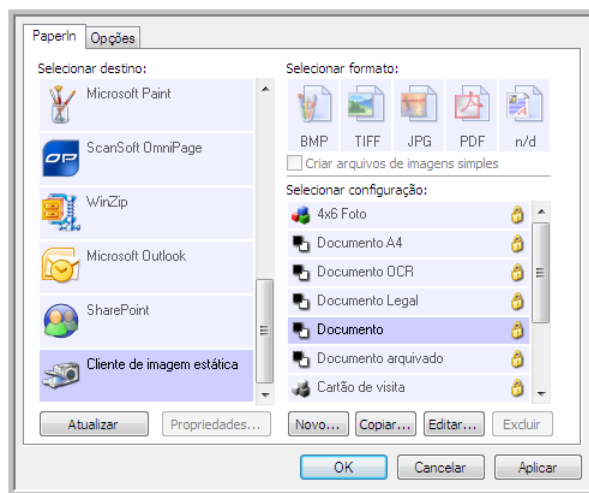 PaperIn
Opções
Selecionar destino:
Microsoft Paint
ScanSoft OmniPage
OP
WinZip
Microsoft Outlook
SharePoint
Cliente de imagem estática
Atualizar
Propriedades...
Selecionar formato:
BMP
TIFF
JPG
PDF
n/d
Criar arquivos de imagens simples
Selecionar configuração:
4x6 Foto
Documento A4
Documento OCR
Documento Legal
Documento
Documento arquivado
Cartão de visita
Novo...
Copiar...
Editar...
Excluir
OK
Cancelar
Aplicar